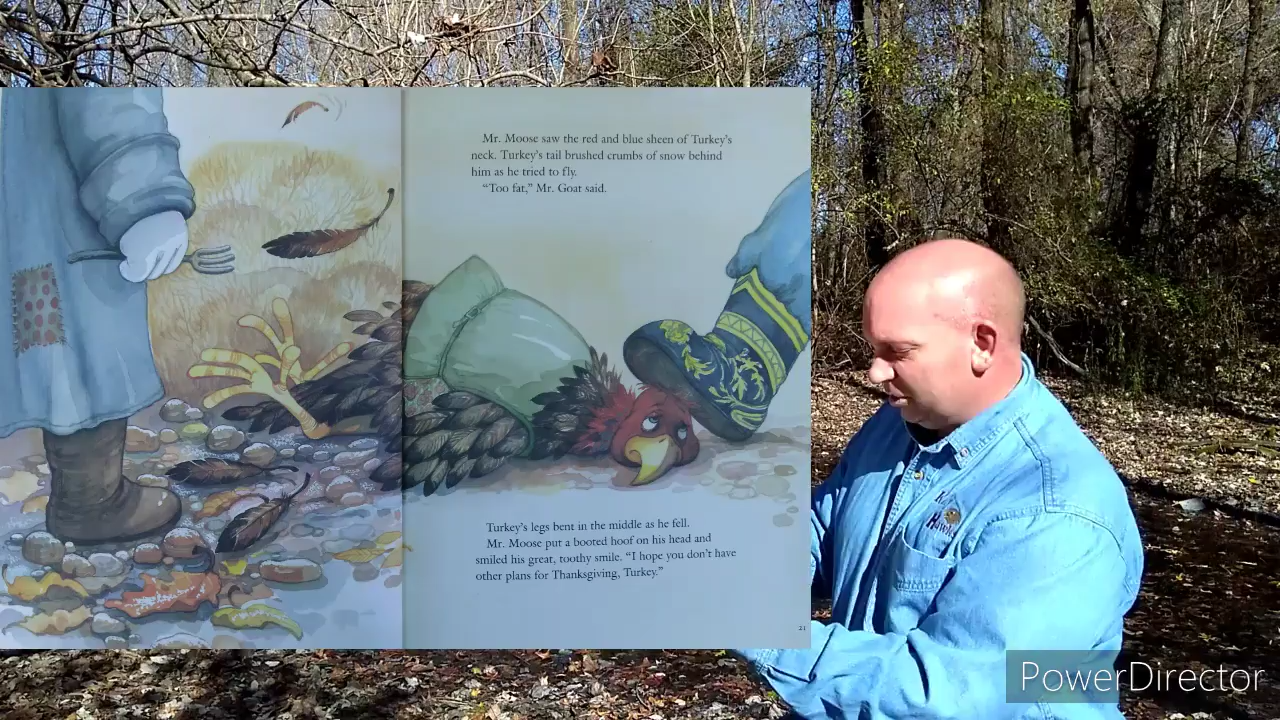 Mr. Moose saw the red and blue sheen of Turkey's
neck. Turkey's tail brushed crumbs of snow behind
him as he tried to fly.
"Too fat," Mr. Goat said.
Turkey's legs bent in the middle as he fell.
Mr. Moose put a booted hoof on his head and
smiled his great, toothy smile. "I hope you don't have
other plans for Thanksgiving, Turkey."
21
PowerDirector